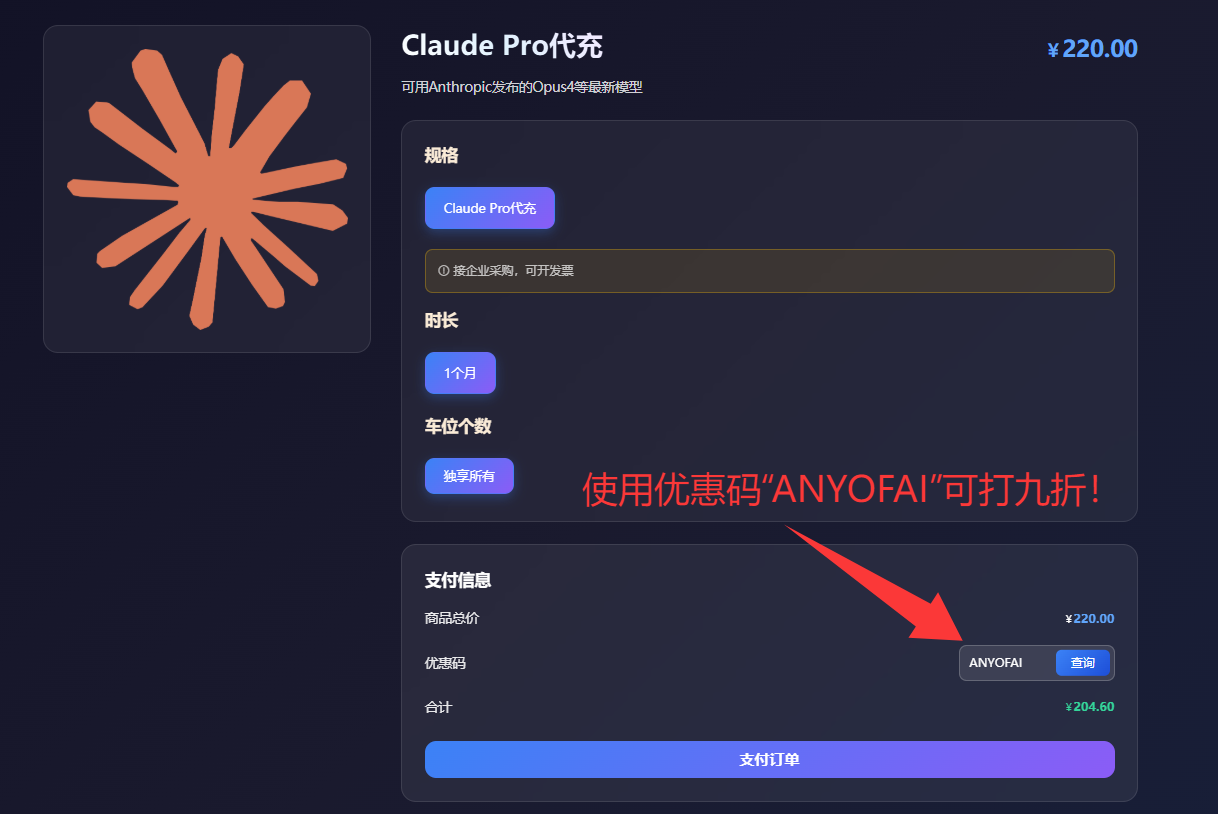 Claude Pro代充
¥220.00
可用Anthropic发布的Opus4等最新模型
规格
Claude Pro代充
接企业采购，可开发票
时长
1个月
车位个数
独享所有
使用优惠码“ANYOFAI”可打九折！
支付信息
商品总价
¥220.00
优惠码
ANYOFAI
查询
合计
¥204.60
支付订单